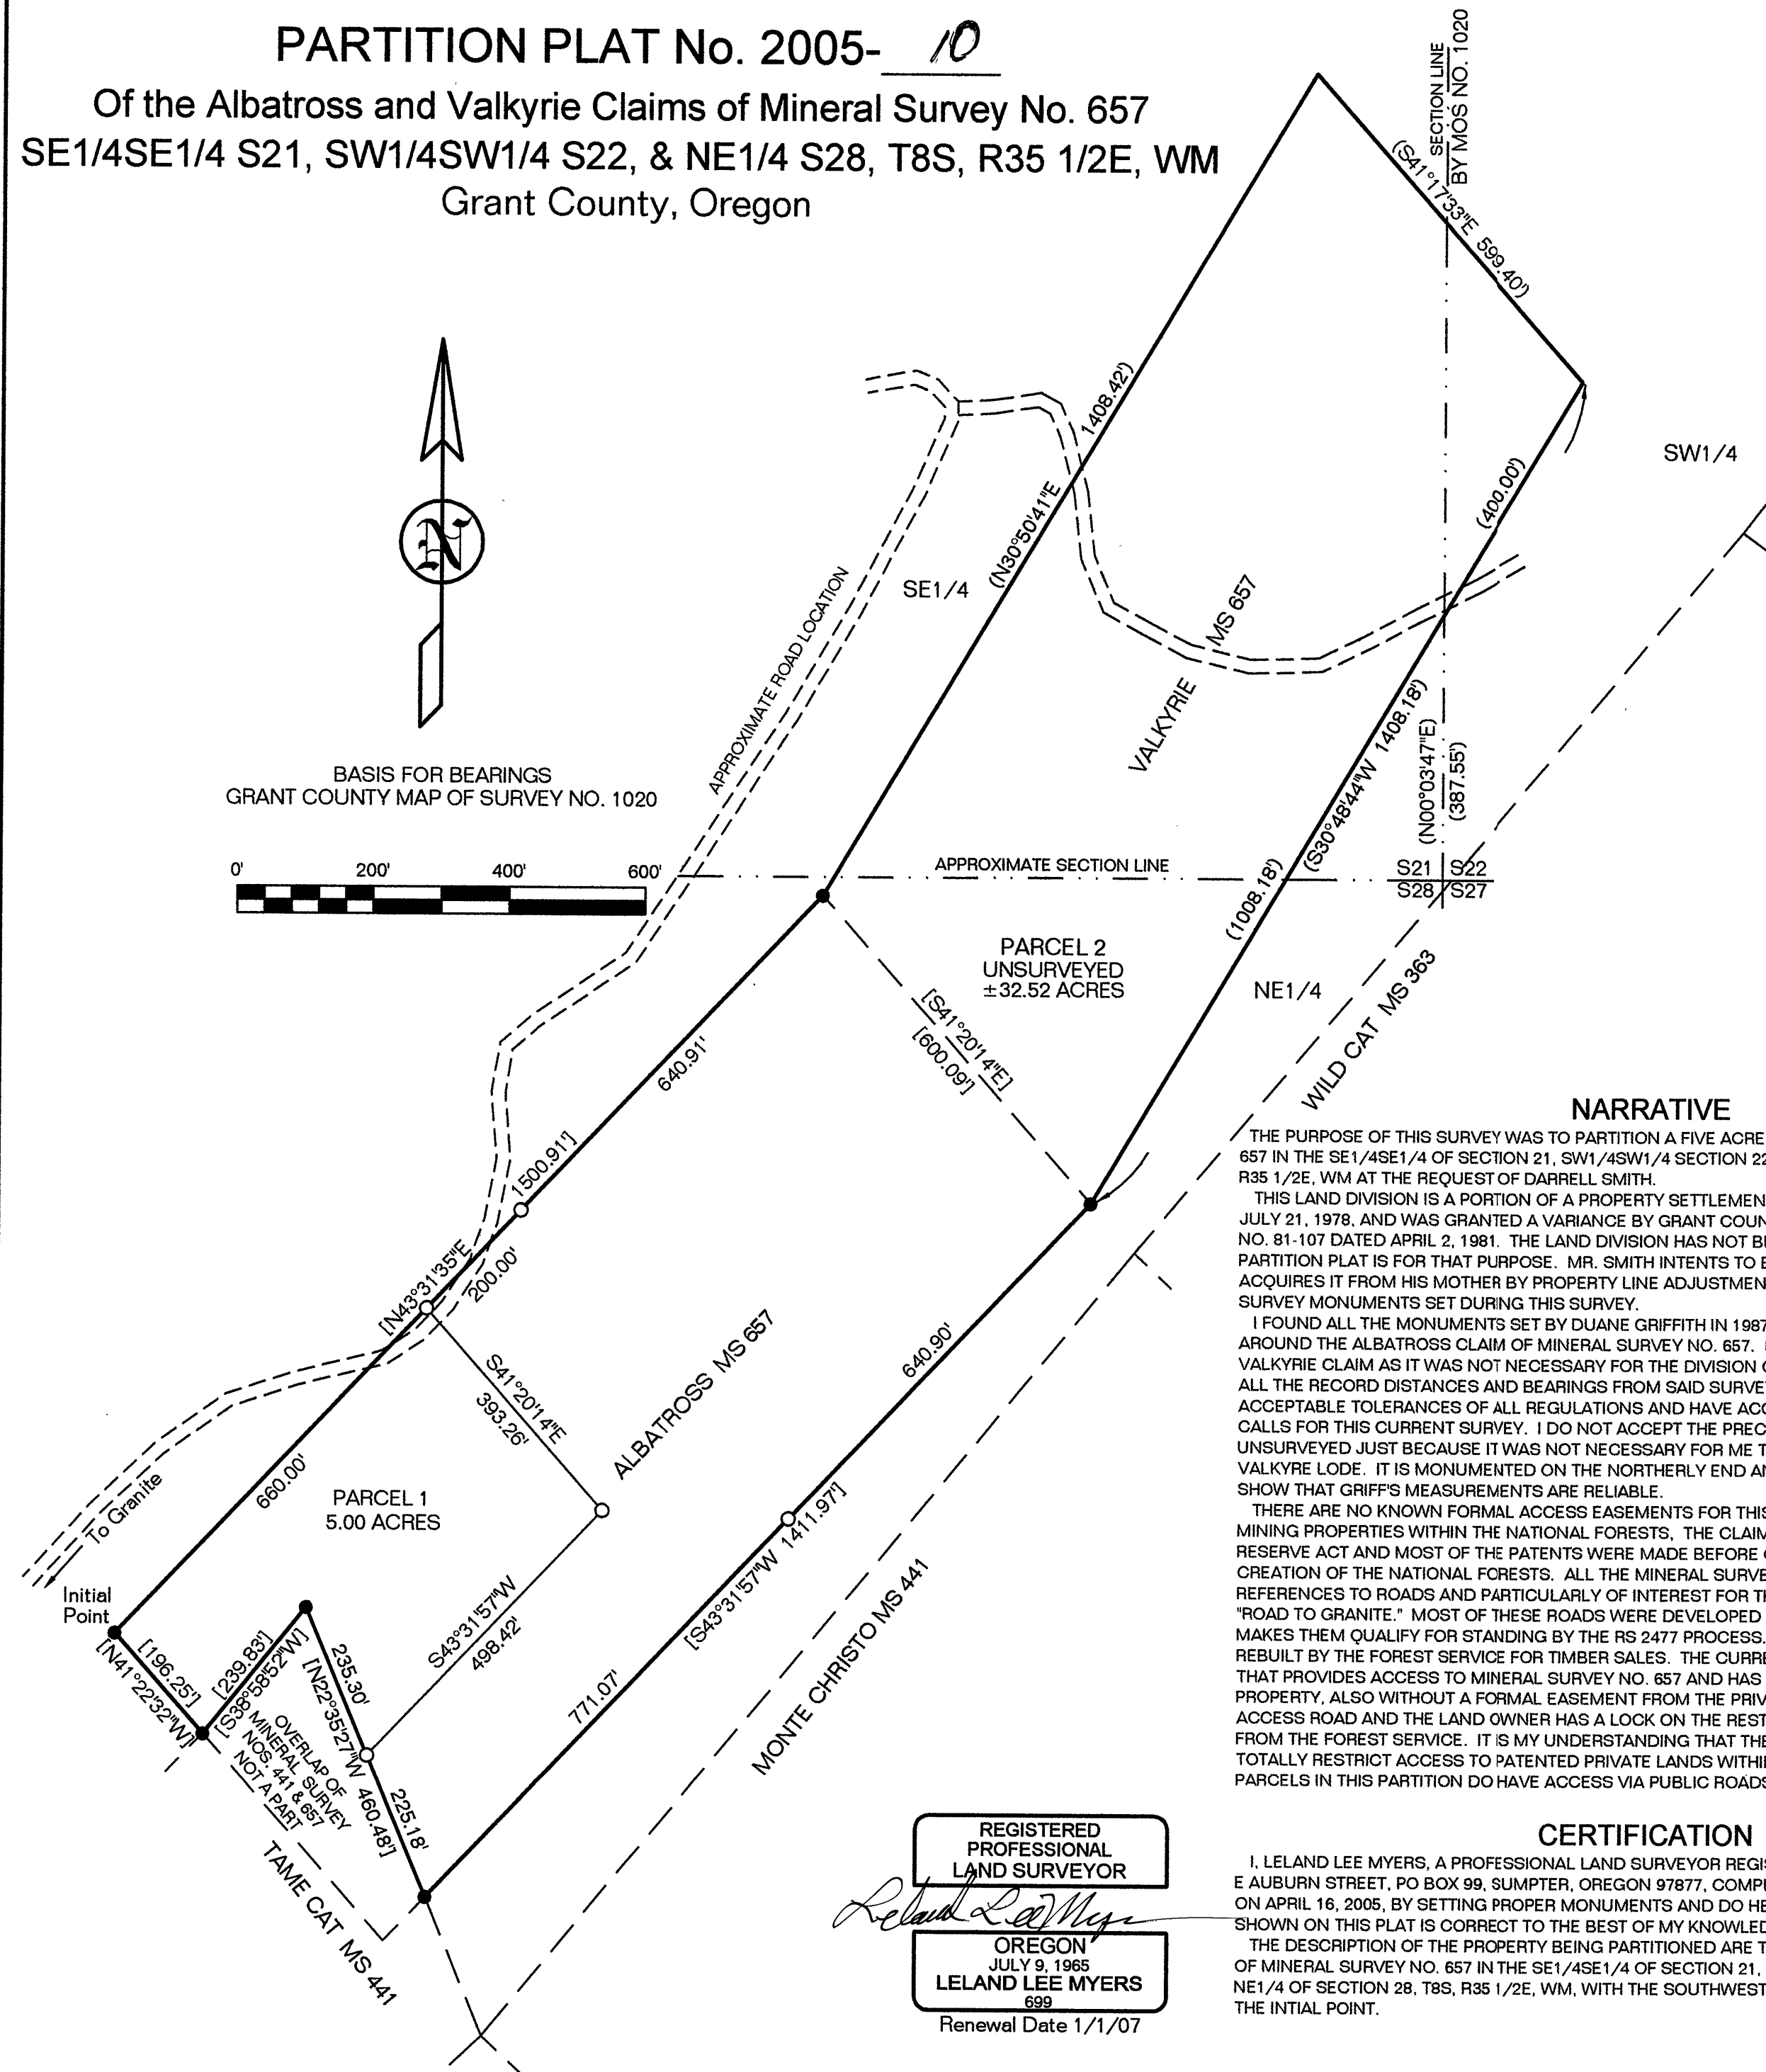 PARTITION PLAT No. 2005- 10
Of the Albatross and Valkyrie Claims of Mineral Survey No. 657
SE1/4SE1/4 S21, SW1/4SW1/4 S22, & NE1/4 S28, T8S, R35 1/2E, WM
Grant County, Oregon
SECTION LINE
BY MOS NO. 1020
(S41°17'33"E 599.40')
1408.42')
(N30°50'41"E
SW1/4
(400.00')
SE1/4
N
APPROXIMATE ROAD LOCATION
VALKYRIE MS 657
BASIS FOR BEARINGS
GRANT COUNTY MAP OF SURVEY NO. 1020
(N00°03'47"E)
(387.55')
(S30°48'44"W 1408.18')
0' 200' 400' 600'
APPROXIMATE SECTION LINE
S21 S22
S28 S27
(1008.18')
PARCEL 2
UNSURVEYED
±32.52 ACRES
NE1/4
[S41°20'14"E]
[600.09']
WILD CAT MS 363
640.91'
1500.91']
[N43°31'35"E
200.00'
S41°20'14"E
393.26'
ALBATROSS MS 657
640.90'
660.00'
PARCEL 1
5.00 ACRES
To Granite
Initial
Point
[196.25']
[N41°22'32"W]
[239.83']
[S38°58'52"W]
235.30'
[N22°35'27"W 460.48']
225.18'
OVERLAP OF
MINERAL SURVEY
NOS. 441 & 657
NOT A PART
S43°31'57"W
498.42'
[S43°31'57"W 1411.97']
771.07'
MONTE CHRISTO MS 441
TAME CAT MS 441
NARRATIVE
THE PURPOSE OF THIS SURVEY WAS TO PARTITION A FIVE ACRE
657 IN THE SE1/4SE1/4 OF SECTION 21, SW1/4SW1/4 SECTION 22
R35 1/2E, WM AT THE REQUEST OF DARRELL SMITH.
THIS LAND DIVISION IS A PORTION OF A PROPERTY SETTLEMEN
JULY 21, 1978, AND WAS GRANTED A VARIANCE BY GRANT COUN
NO. 81-107 DATED APRIL 2, 1981. THE LAND DIVISION HAS NOT B
PARTITION PLAT IS FOR THAT PURPOSE. MR. SMITH INTENTS TO
ACQUIRES IT FROM HIS MOTHER BY PROPERTY LINE ADJUSTMEN
SURVEY MONUMENTS SET DURING THIS SURVEY.
I FOUND ALL THE MONUMENTS SET BY DUANE GRIFFITH IN 1987
AROUND THE ALBATROSS CLAIM OF MINERAL SURVEY NO. 657.
VALKYRIE CLAIM AS IT WAS NOT NECESSARY FOR THE DIVISION
ALL THE RECORD DISTANCES AND BEARINGS FROM SAID SURVE
ACCEPTABLE TOLERANCES OF ALL REGULATIONS AND HAVE ACC
CALLS FOR THIS CURRENT SURVEY. I DO NOT ACCEPT THE PREC
UNSURVEYED JUST BECAUSE IT WAS NOT NECESSARY FOR ME T
VALKYRE LODE. IT IS MONUMENTED ON THE NORTHERLY END A
SHOW THAT GRIFF'S MEASUREMENTS ARE RELIABLE.
THERE ARE NO KNOWN FORMAL ACCESS EASEMENTS FOR THIS
MINING PROPERTIES WITHIN THE NATIONAL FORESTS, THE CLAIM
RESERVE ACT AND MOST OF THE PATENTS WERE MADE BEFORE
CREATION OF THE NATIONAL FORESTS. ALL THE MINERAL SURVE
REFERENCES TO ROADS AND PARTICULARLY OF INTEREST FOR TH
"ROAD TO GRANITE." MOST OF THESE ROADS WERE DEVELOPED
MAKES THEM QUALIFY FOR STANDING BY THE RS 2477 PROCESS.
REBUILT BY THE FOREST SERVICE FOR TIMBER SALES. THE CURRE
THAT PROVIDES ACCESS TO MINERAL SURVEY NO. 657 AND HAS
PROPERTY, ALSO WITHOUT A FORMAL EASEMENT FROM THE PRIV
ACCESS ROAD AND THE LAND OWNER HAS A LOCK ON THE REST
FROM THE FOREST SERVICE. IT IS MY UNDERSTANDING THAT THE
TOTALLY RESTRICT ACCESS TO PATENTED PRIVATE LANDS WITHI
PARCELS IN THIS PARTITION DO HAVE ACCESS VIA PUBLIC ROADS
REGISTERED
PROFESSIONAL
LAND SURVEYOR
Leland Lee Myers
OREGON
JULY 9, 1965
LELAND LEE MYERS
699
Renewal Date 1/1/07
CERTIFICATION
I, LELAND LEE MYERS, A PROFESSIONAL LAND SURVEYOR REGI
E AUBURN STREET, PO BOX 99, SUMPTER, OREGON 97877, COMP
ON APRIL 16, 2005, BY SETTING PROPER MONUMENTS AND DO HE
SHOWN ON THIS PLAT IS CORRECT TO THE BEST OF MY KNOWLED
THE DESCRIPTION OF THE PROPERTY BEING PARTITIONED ARE T
OF MINERAL SURVEY NO. 657 IN THE SE1/4SE1/4 OF SECTION 21,
NE1/4 OF SECTION 28, T8S, R35 1/2E, WM, WITH THE SOUTHWEST
THE INTIAL POINT.